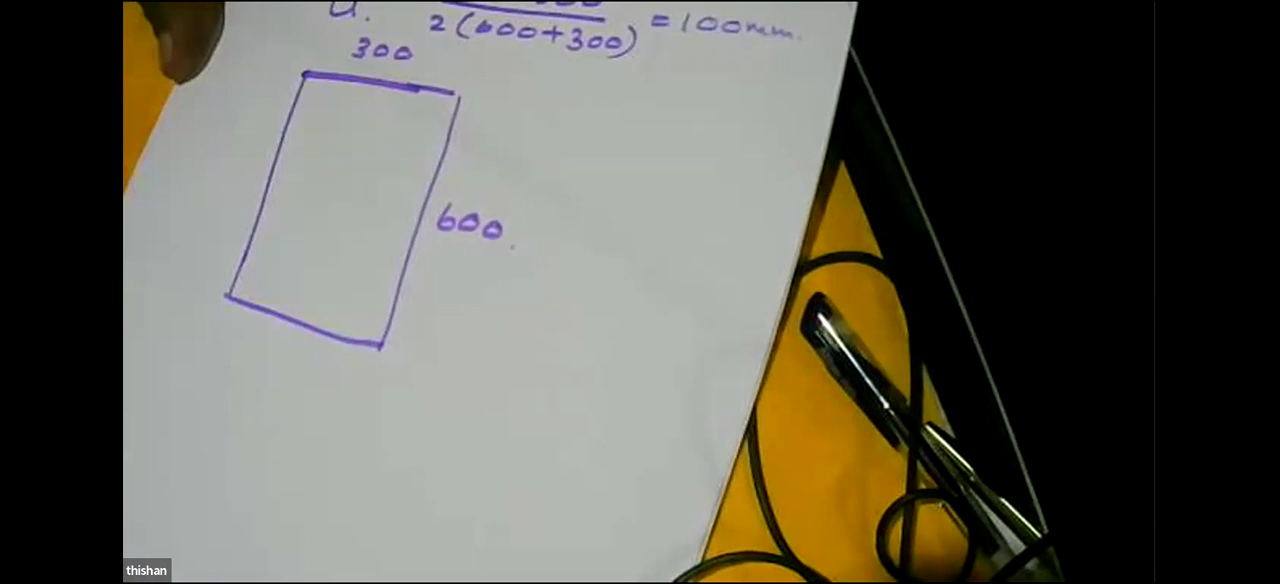 u.
2(600+300) = 100mm.
300
600.
thishan